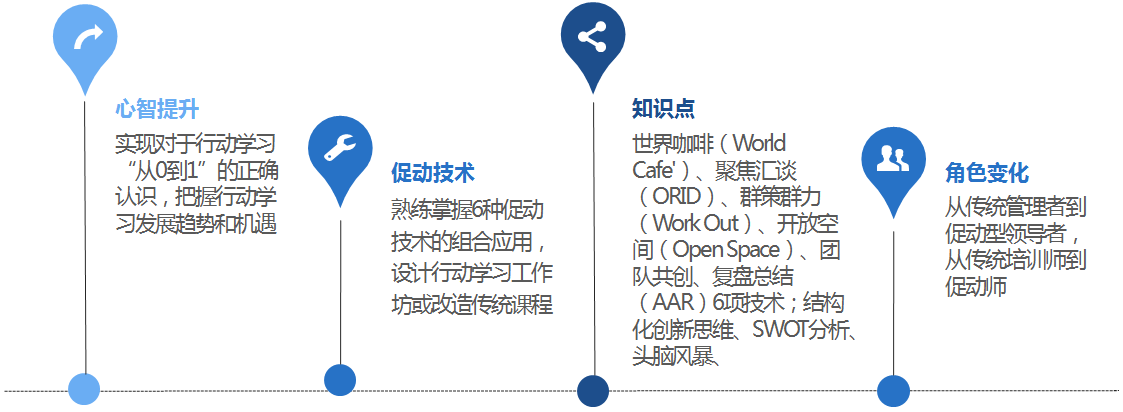 心智提升
实现对于行动学习
“从0到1”的正确
认识，把握行动学
习发展趋势和机遇
促动技术
熟练掌握6种促动
技术的组合应用，
设计行动学习工作
坊或改造传统课程
知识点
世界咖啡（World
Cafe'）、聚焦汇谈
（ORID）、群策群力
（Work Out）、开放空
间（Open Space）、团
队共创、复盘总结
（AAR）6项技术；结构
化创新思维、SWOT分析、
头脑风暴、
角色变化
从传统管理者到
促动型领导者，
从传统培训师到
促动师